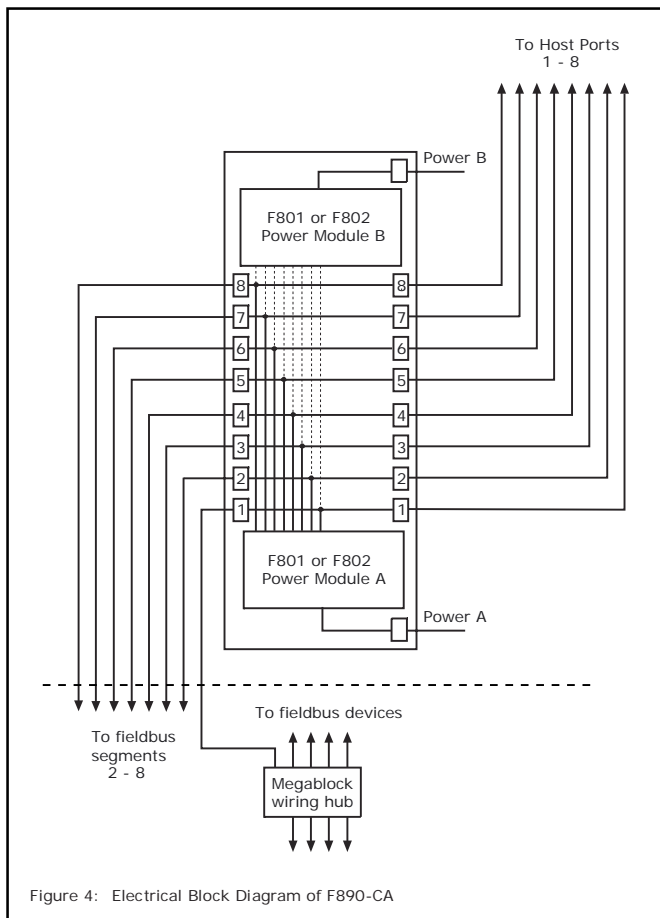 To Host Ports
1 - 8
Power B
F801 or F802
Power Module B
8 8
7 7
6 6
5 5
4 4
3 3
2 2
1 1
F801 or F802
Power Module A
Power A
To fieldbus devices
To fieldbus
segments
2 - 8
Megablock
wiring hub
Figure 4: Electrical Block Diagram of F890-CA